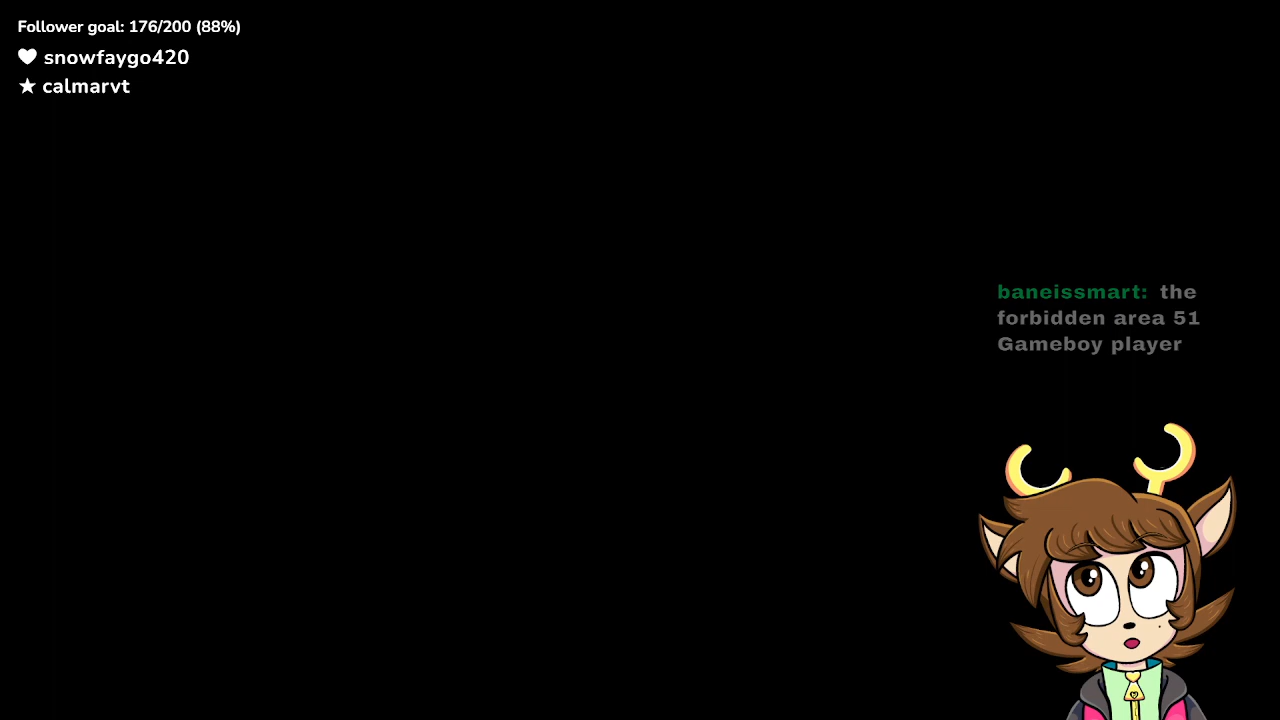 Follower goal: 176/200 (88%)
snowfaygo420
calmarvt
baneissmart: the
forbidden area 51
Gameboy player